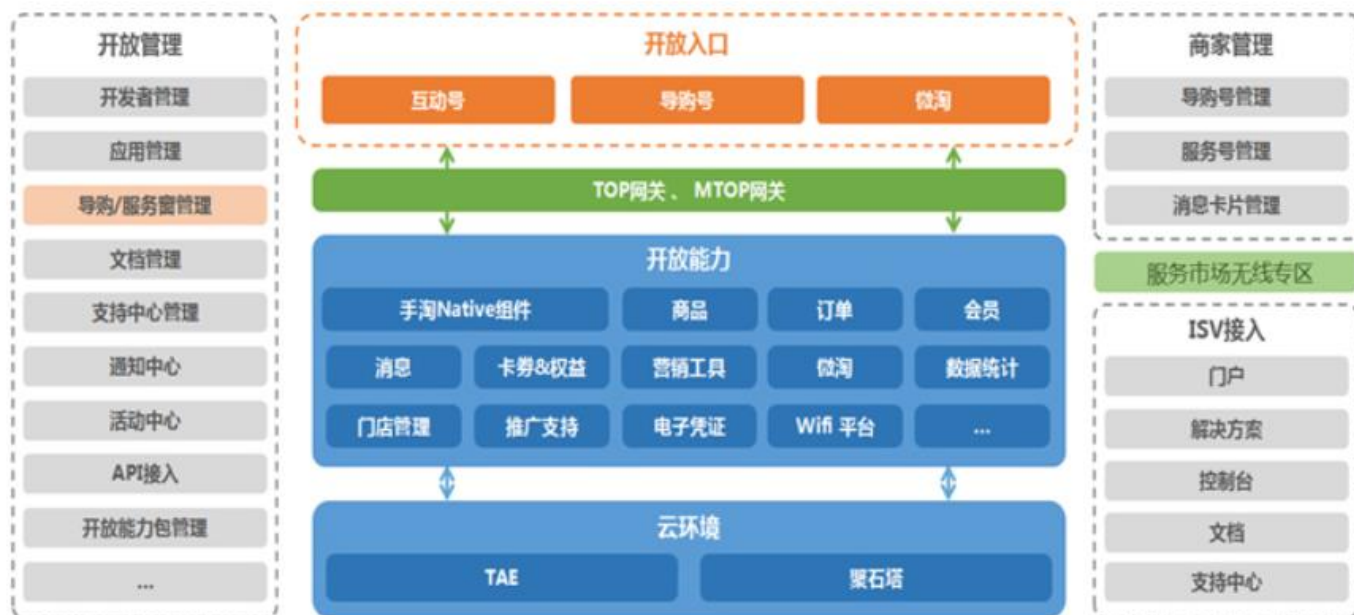 开放管理
开发者管理
应用管理
导购/服务窗管理
文档管理
支持中心管理
通知中心
活动中心
API接入
开放能力包管理
...
开放入口
互动号
导购号
微淘
TOP网关 、 MTOP网关
开放能力
手淘Native组件
商品
订单
会员
消息
卡券&权益
营销工具
微淘
数据统计
门店管理
推广支持
电子凭证
Wifi 平台
...
云环境
TAE
聚石塔
商家管理
导购号管理
服务号管理
消息卡片管理
服务市场无线专区
ISV接入
门户
解决方案
控制台
文档
支持中心